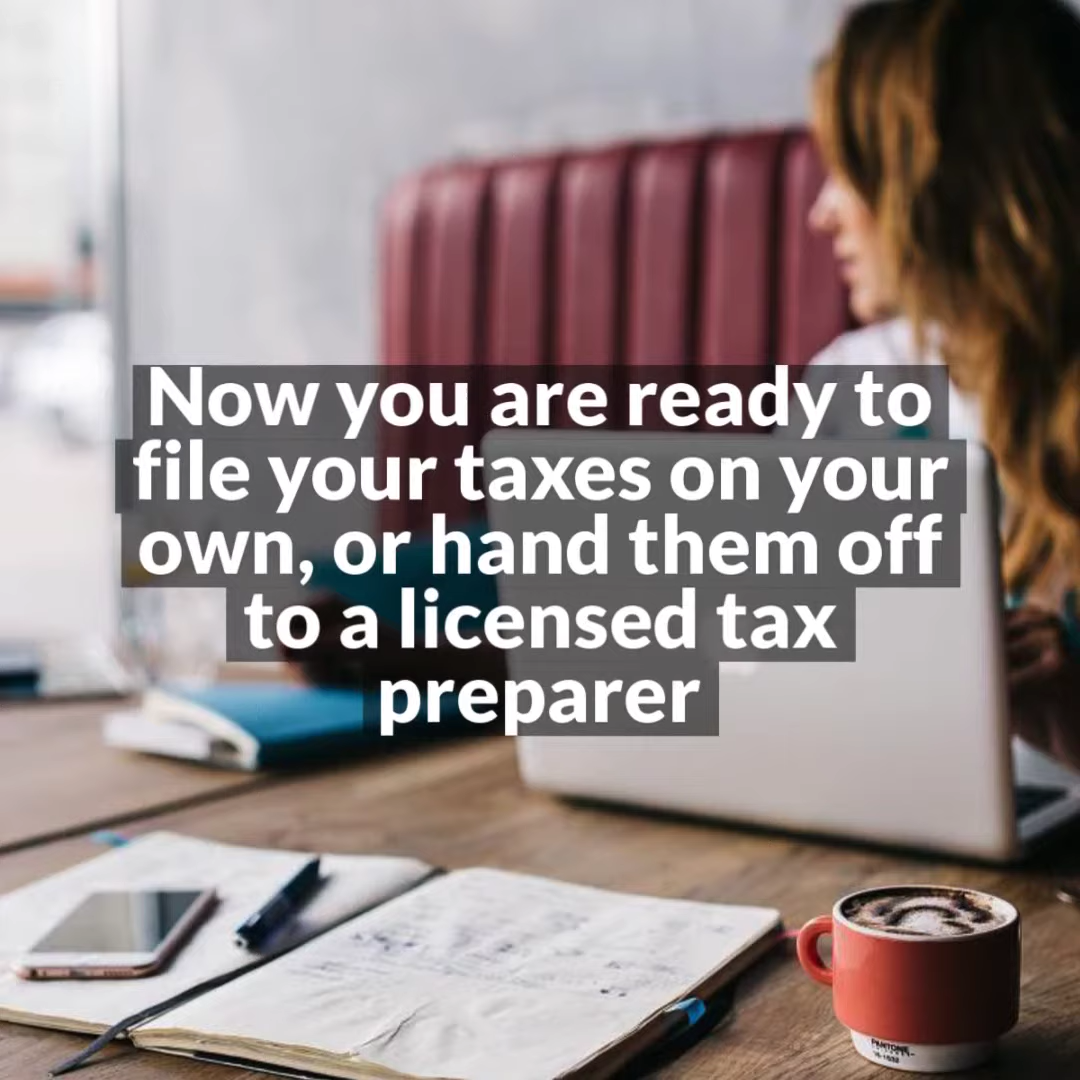 Now you are ready to
file your taxes on your
own, or hand them off
to a licensed tax
preparer
PANTONE